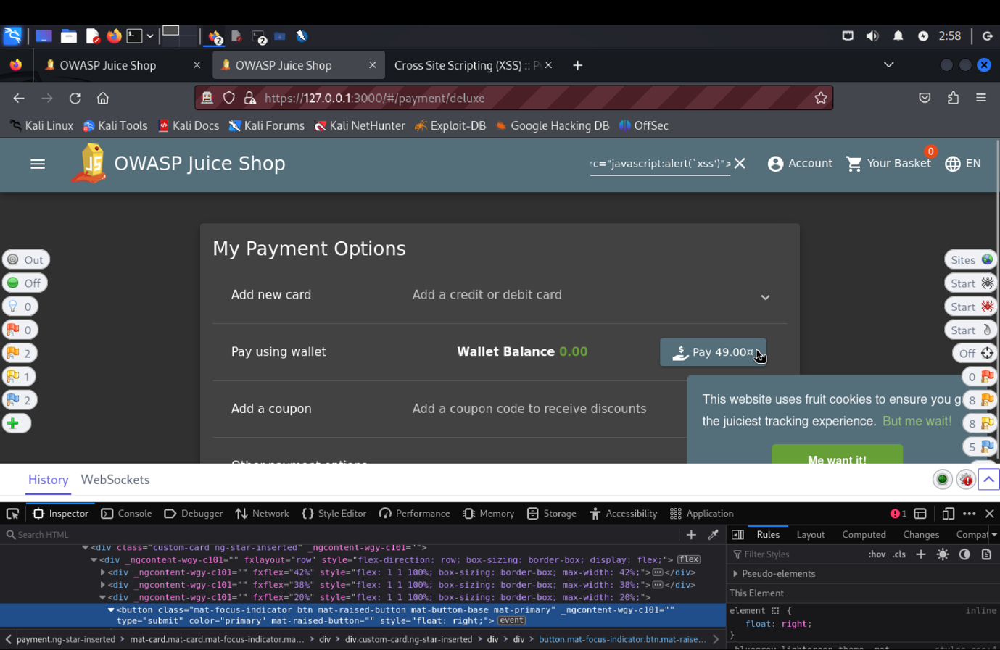 2
2
2:58
OWASP Juice Shop
OWASP Juice Shop
Cross Site Scripting (XSS) ::
https://127.0.0.1:3000/#/payment/deluxe
Kali Linux
Kali Tools
Kali Docs
Kali Forums
Kali NetHunter
Exploit-DB
Google Hacking DB
OffSec
JS
OWASP Juice Shop
rc="javascript:alert(`xss`)">
Account
Your Basket
0
EN
My Payment Options
Out
Sites
Off
Start
Add new card
Add a credit or debit card
0
Start
0
Start
2
Pay using wallet
Wallet Balance 0.00
Pay 49.00¤
Off
1
0
2
Add a coupon
Add a coupon code to receive discounts
This website uses fruit cookies to ensure you g
8
the juiciest tracking experience. But me wait!
8
5
Other payment options
Me want it!
History
WebSockets
Inspector
Console
Debugger
Network
Style Editor
Performance
Memory
Storage
Accessibility
Application
1
Search HTML
Rules
Layout
Computed
Changes
Compat
<div class="custom-card ng-star-inserted" _ngcontent-wgy-c101="">
<div _ngcontent-wgy-c101="" fxlayout="row" style="flex-direction: row; box-sizing: border-box; display: flex;"> flex
<div _ngcontent-wgy-c101="" fxflex="42%" style="flex: 1 1 100%; box-sizing: border-box; max-width: 42%;"></div>
<div _ngcontent-wgy-c101="" fxflex="38%" style="flex: 1 1 100%; box-sizing: border-box; max-width: 38%;"></div>
<div _ngcontent-wgy-c101="" fxflex="20%" style="flex: 1 1 100%; box-sizing: border-box; max-width: 20%;">
<button class="mat-focus-indicator btn mat-raised-button mat-button-base mat-primary" _ngcontent-wgy-c101=""
type="submit" color="primary" mat-raised-button="" style="float: right;"> event
Filter Styles
:hov .cls
Pseudo-elements
This Element
element {
inline
float: right;
}
payment.ng-star-inserted
mat-card.mat-card.mat-focus-indicator.ma...
div
div.custom-card.ng-star-inserted
div
div
button.mat-focus-indicator.btn.mat-raise...